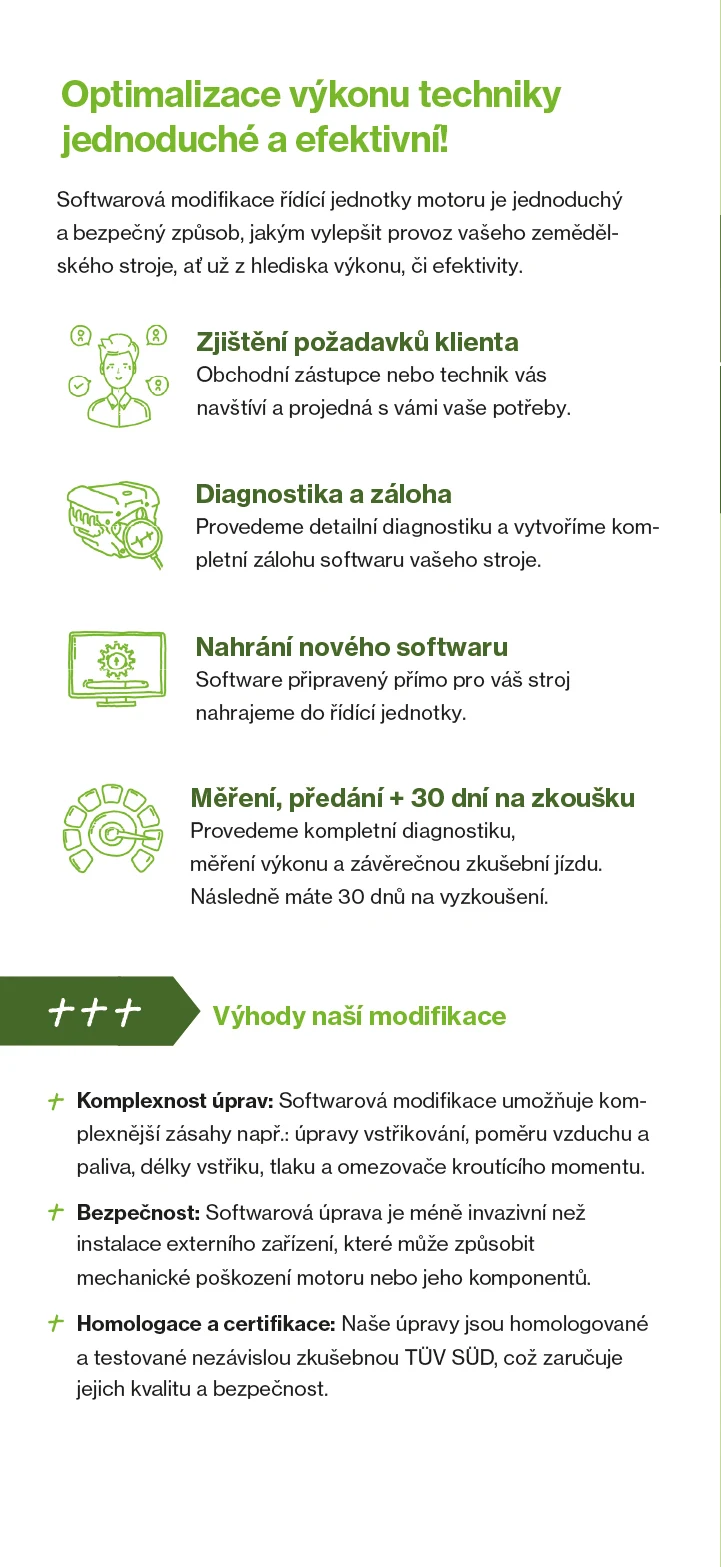 Optimalizace výkonu techniky
jednoduché a efektivní!
Softwarová modifikace řídící jednotky motoru je jednoduchý
a bezpečný způsob, jakým vylepšit provoz vašeho zeměděl-
ského stroje, ať už z hlediska výkonu, či efektivity.
Zjištění požadavků klienta
Obchodní zástupce nebo technik vás
navštíví a projedná s vámi vaše potřeby.
Diagnostika a záloha
Provedeme detailní diagnostiku a vytvoříme kom-
pletní zálohu softwaru vašeho stroje.
Nahrání nového softwaru
Software připravený přímo pro váš stroj
nahrajeme do řídící jednotky.
Měření, předání + 30 dní na zkoušku
Provedeme kompletní diagnostiku,
měření výkonu a závěrečnou zkušební jízdu.
Následně máte 30 dnů na vyzkoušení.
+++ Výhody naší modifikace
+ Komplexnost úprav: Softwarová modifikace umožňuje kom-
plexnější zásahy např.: úpravy vstřikování, poměru vzduchu a
paliva, délky vstřiku, tlaku a omezovače kroutícího momentu.
+ Bezpečnost: Softwarová úprava je méně invazivní než
instalace externího zařízení, které může způsobit
mechanické poškození motoru nebo jeho komponentů.
+ Homologace a certifikace: Naše úpravy jsou homologované
a testované nezávislou zkušebnou TÜV SÜD, což zaručuje
jejich kvalitu a bezpečnost.